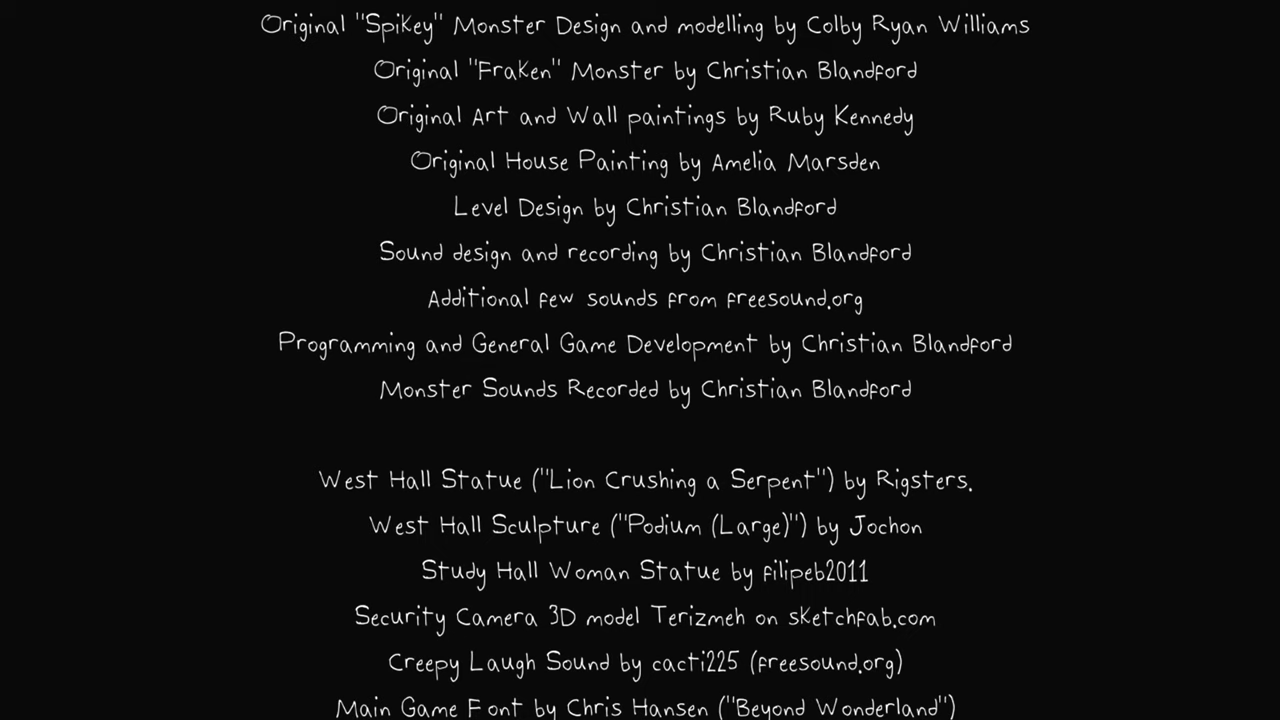 Original "Spikey" Monster Design and modelling by Colby Ryan Williams
Original "Fraken" Monster by Christian Blandford
Original Art and Wall paintings by Ruby Kennedy
Original House Painting by Amelia Marsden
Level Design by Christian Blandford
Sound design and recording by Christian Blandford
Additional few sounds from freesound.org
Programming and General Game Development by Christian Blandford
Monster Sounds Recorded by Christian Blandford
West Hall Statue ("Lion Crushing a Serpent") by Rigsters.
West Hall Sculpture ("Podium (Large)") by Jochon
Study Hall Woman Statue by filipeb2011
Security Camera 3D model Terizmeh on sketchfab.com
Creepy Laugh Sound by cacti225 (freesound.org)
Main Game Font by Chris Hansen ("Beyond Wonderland")